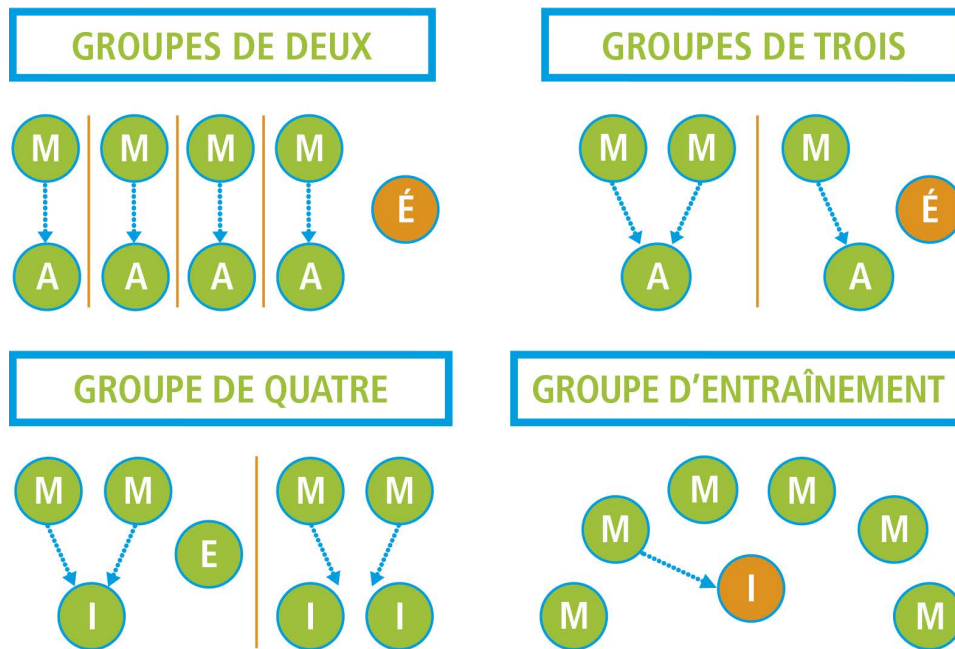 GROUPES DE DEUX
M M M M
É
A A A A
GROUPES DE TROIS
M M M
É
A A
GROUPE DE QUATRE
M M M M
E
I I I
GROUPE D'ENTRAÎNEMENT
M M
M M
I
M M